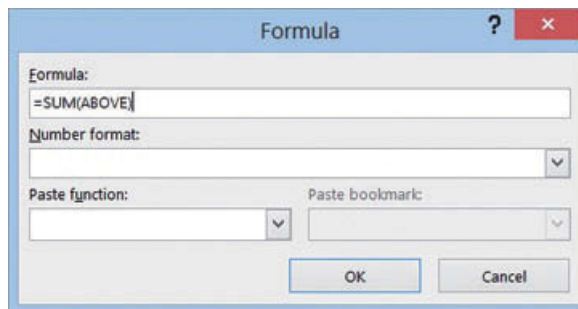 Formula
?
Formula:
=SUM(ABOVE)
Number format:
Paste function:
Paste bookmark:
OK
Cancel